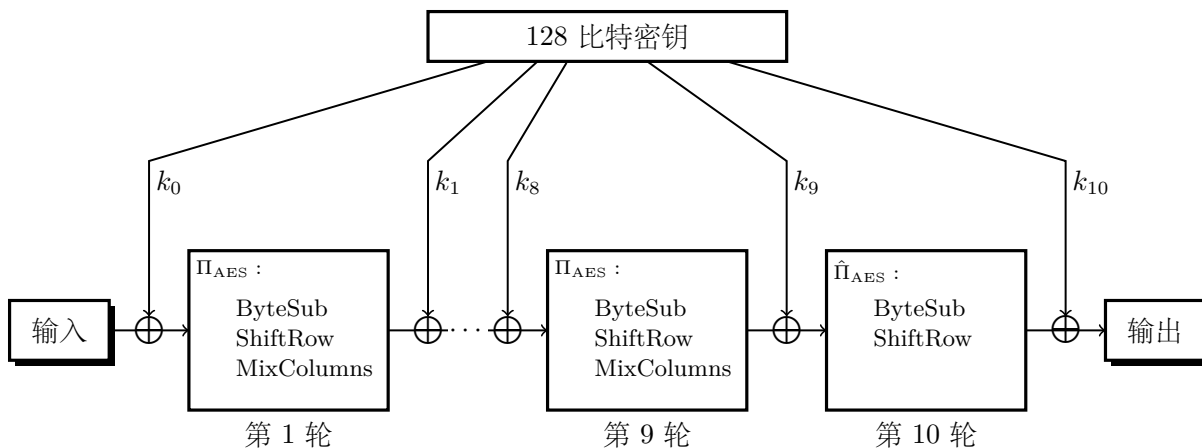 128 比特密钥
k₀
k₁
k₈
k₉
k₁₀
Π_AES :
ByteSub
ShiftRow
MixColumns
Π_AES :
ByteSub
ShiftRow
MixColumns
Π̂_AES :
ByteSub
ShiftRow
输入
···
输出
第 1 轮
第 9 轮
第 10 轮